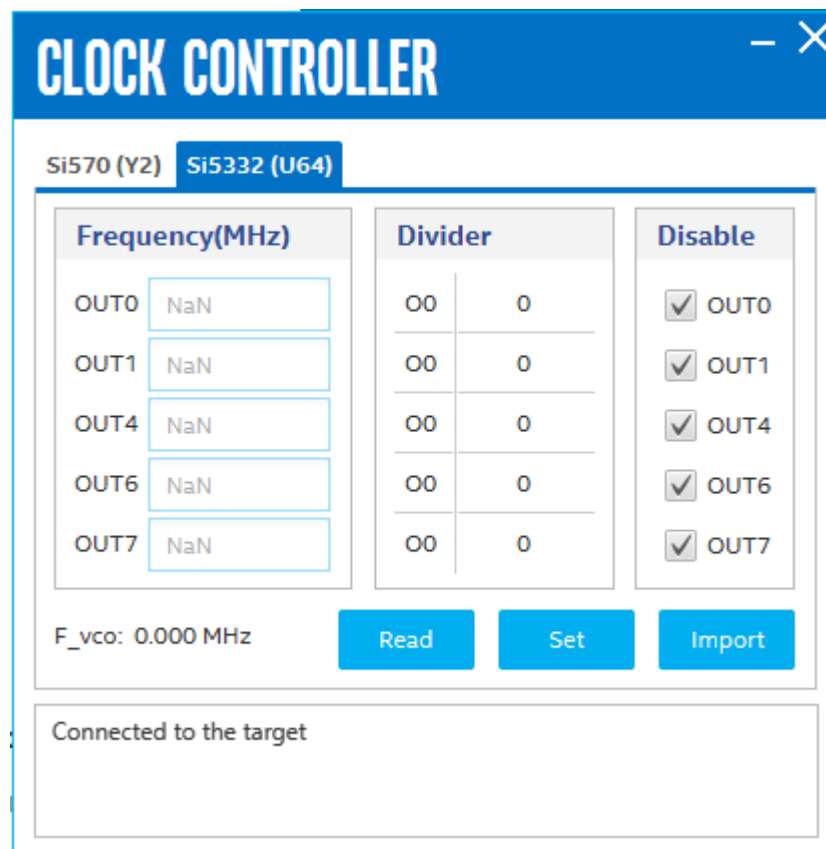 CLOCK CONTROLLER
Si570 (Y2) Si5332 (U64)
Frequency(MHz) Divider Disable
OUT0 NaN O0 0 OUT0
OUT1 NaN O0 0 OUT1
OUT4 NaN O0 0 OUT4
OUT6 NaN O0 0 OUT6
OUT7 NaN O0 0 OUT7
F_vco: 0.000 MHz Read Set Import
Connected to the target